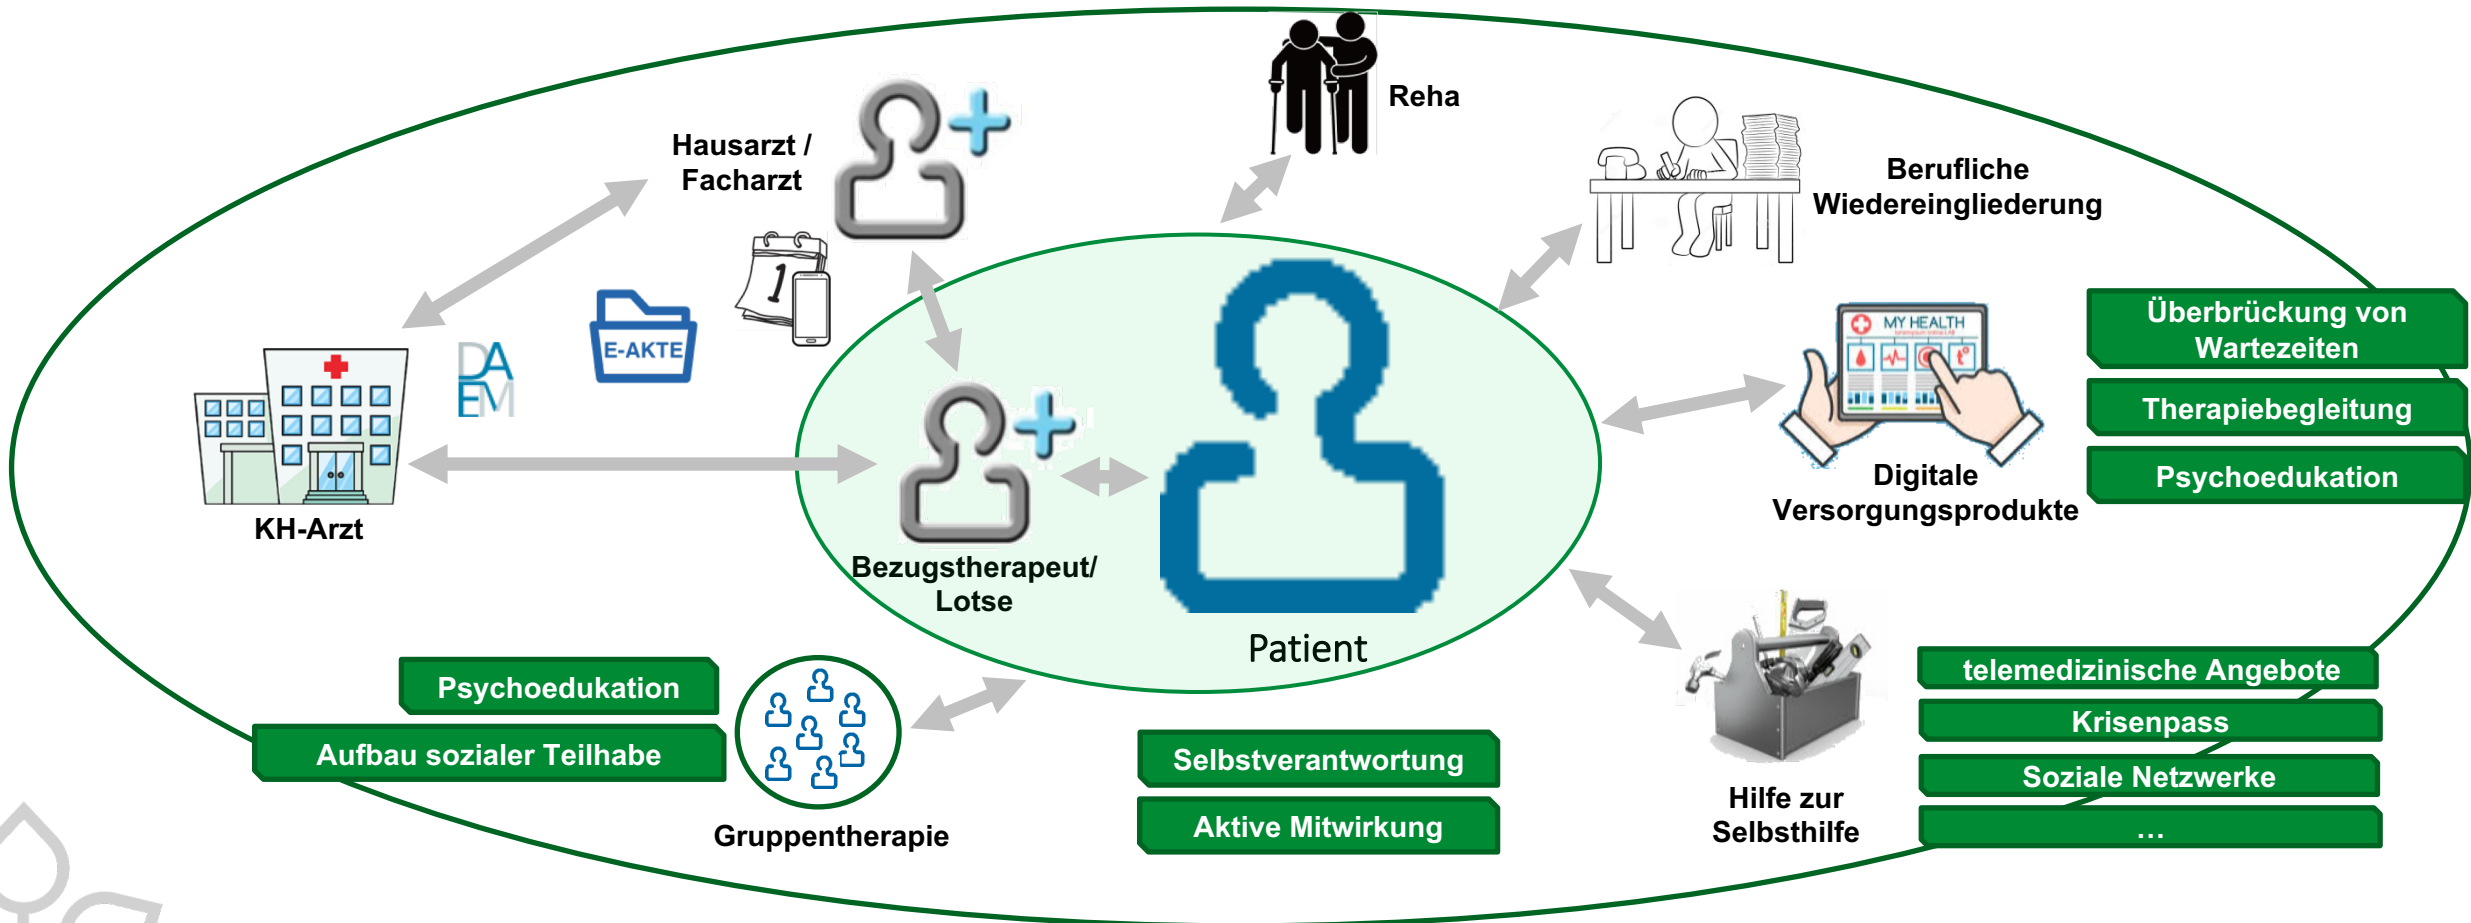 Reha
Hausarzt /
Facharzt
Berufliche
Wiedereingliederung
1
E-AKTE
DA
EM
MY HEALTH
t°
Überbrückung von
Wartezeiten
Therapiebegleitung
Psychoedukation
Digitale
Versorgungsprodukte
KH-Arzt
Bezugstherapeut/
Lotse
Patient
Psychoedukation
Aufbau sozialer Teilhabe
Gruppentherapie
Selbstverantwortung
Aktive Mitwirkung
Hilfe zur
Selbsthilfe
telemedizinische Angebote
Krisenpass
Soziale Netzwerke
...